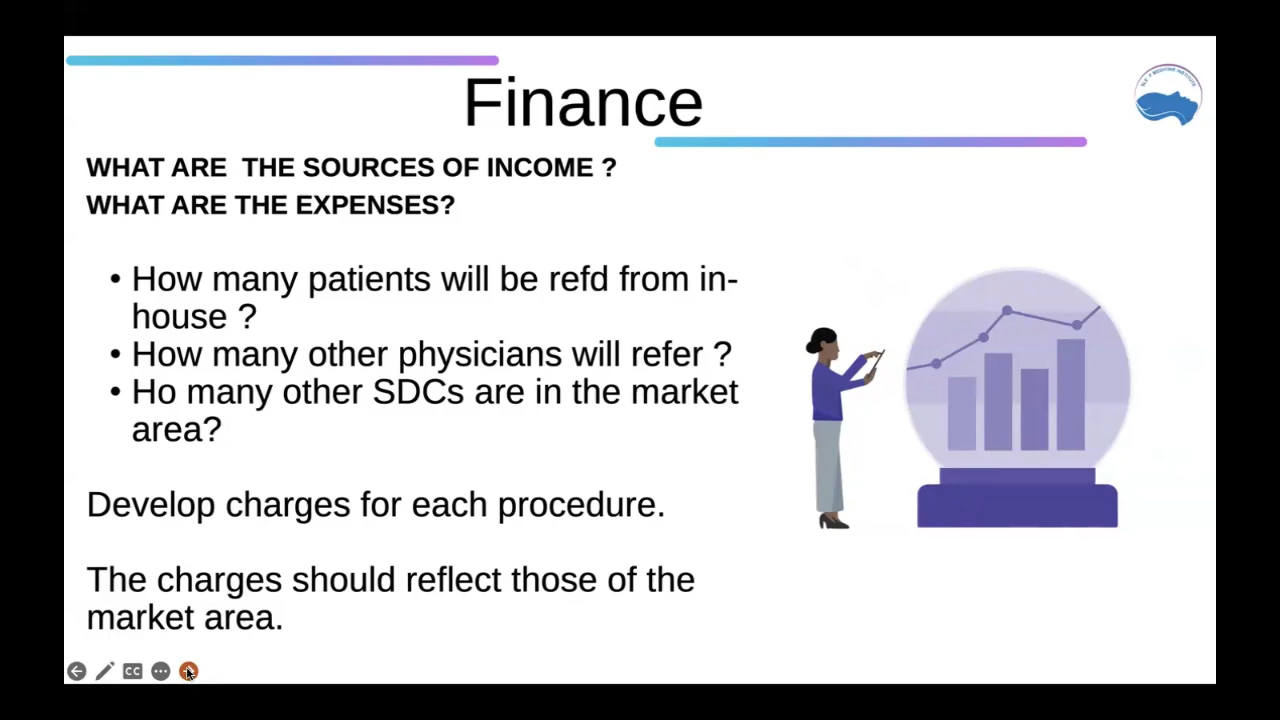 Finance
WHAT ARE  THE SOURCES OF INCOME ?
WHAT ARE THE EXPENSES?
• How many patients will be refd from in-
house ?
• How many other physicians will refer ?
• Ho many other SDCs are in the market
area?
Develop charges for each procedure.
The charges should reflect those of the
market area.
CC